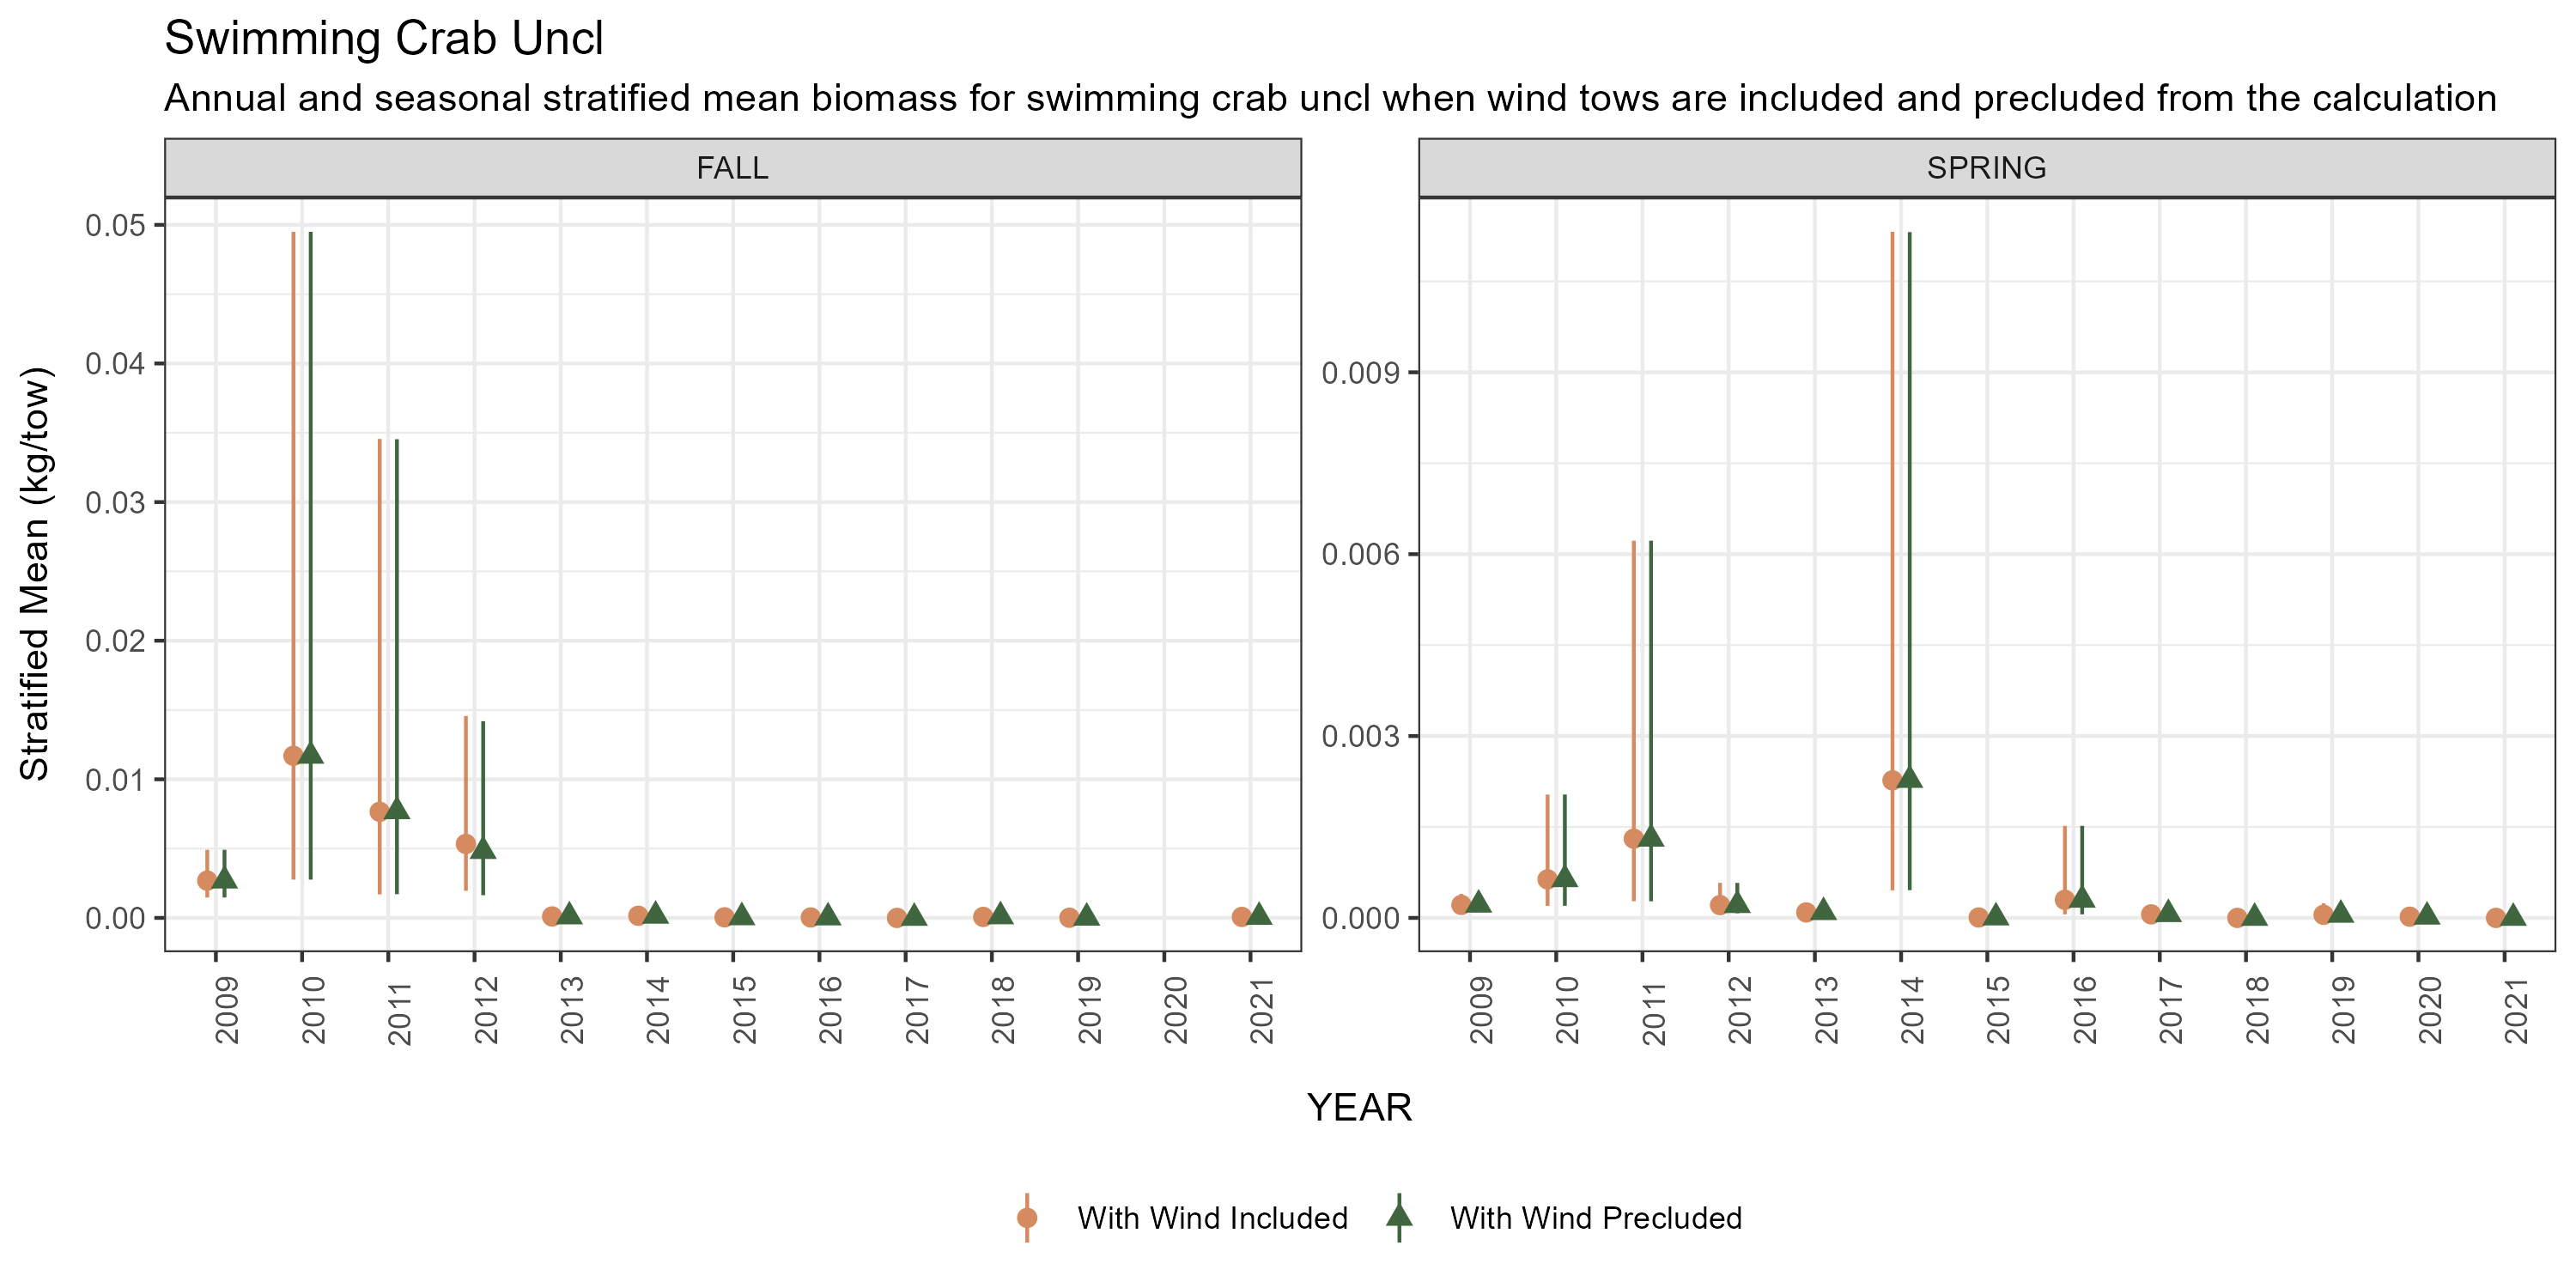 Swimming Crab Uncl
Annual and seasonal stratified mean biomass for swimming crab uncl when wind tows are included and precluded from the calculation
FALL
SPRING
Stratified Mean (kg/tow)
0.05
0.04
0.03
0.02
0.01
0.00
0.009
0.006
0.003
0.000
2009 2010 2011 2012 2013 2014 2015 2016 2017 2018 2019 2020 2021
2009 2010 2011 2012 2013 2014 2015 2016 2017 2018 2019 2020 2021
YEAR
With Wind Included
With Wind Precluded